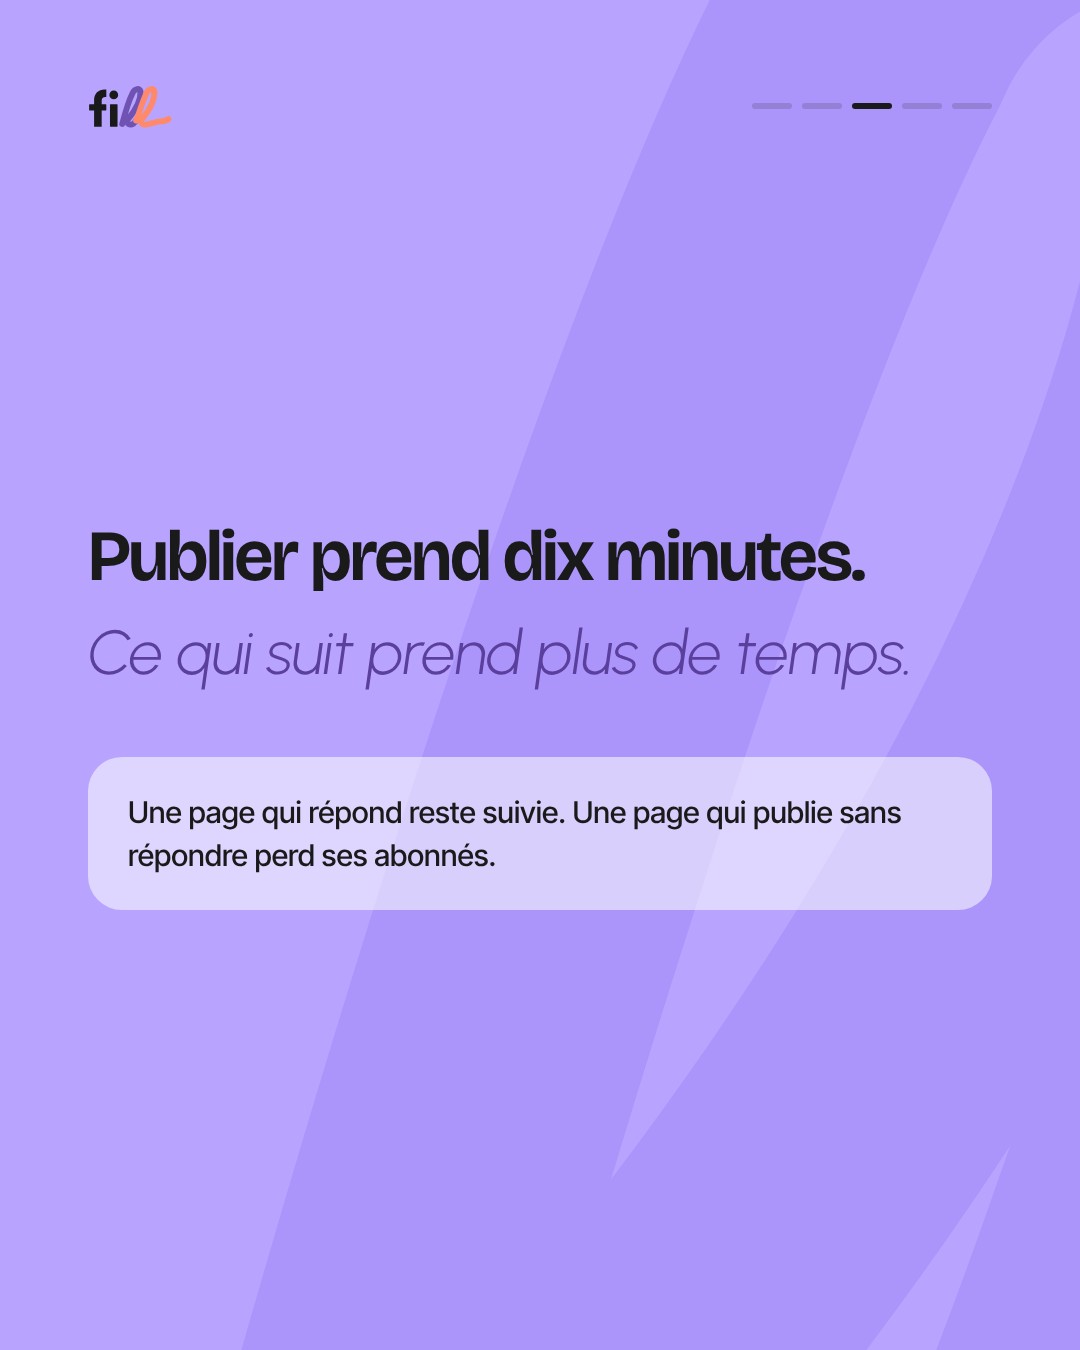 fill
Publier prend dix minutes.
Ce qui suit prend plus de temps.
Une page qui répond reste suivie. Une page qui publie sans
répondre perd ses abonnés.